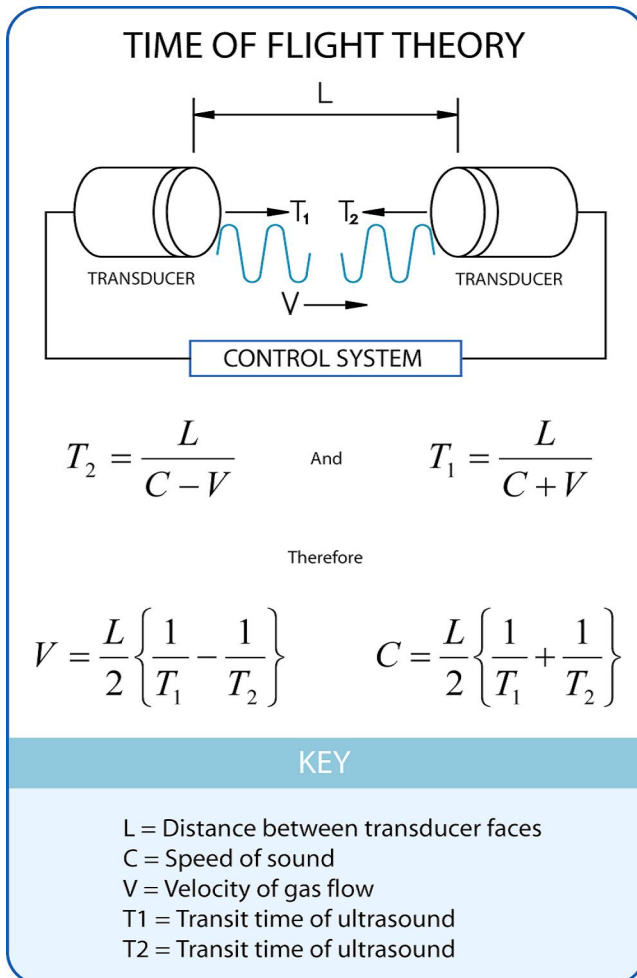 TIME OF FLIGHT THEORY
L
T₁ T₂
TRANSDUCER TRANSDUCER
V
CONTROL SYSTEM
T₂ = L / (C − V) And T₁ = L / (C + V)
Therefore
V = L/2 {1/T₁ − 1/T₂} C = L/2 {1/T₁ + 1/T₂}
KEY
L = Distance between transducer faces
C = Speed of sound
V = Velocity of gas flow
T1 = Transit time of ultrasound
T2 = Transit time of ultrasound